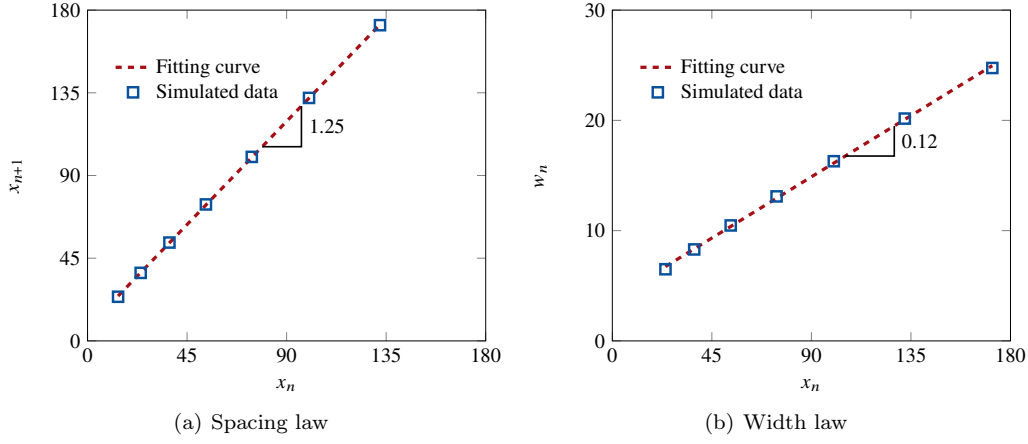 180
135
90
45
0
x_{n+1}
Fitting curve
Simulated data
1.25
0 45 90 135 180
x_n
(a) Spacing law
30
20
10
0
w_n
Fitting curve
Simulated data
0.12
0 45 90 135 180
x_n
(b) Width law